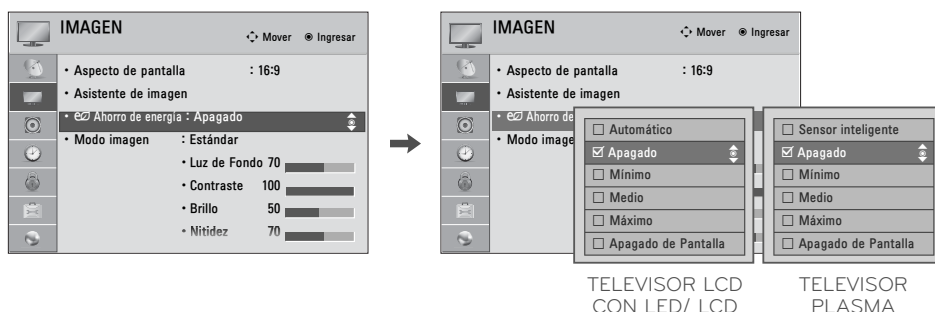 IMAGEN
Mover Ingresar
• Aspecto de pantalla : 16:9
• Asistente de imagen
• Ahorro de energía : Apagado
• Modo imagen : Estándar
• Luz de Fondo 70
• Contraste 100
• Brillo 50
• Nitidez 70
IMAGEN
Mover Ingresar
• Aspecto de pantalla : 16:9
• Asistente de imagen
• Ahorro de
• Modo image
Automático
Apagado
Mínimo
Medio
Máximo
Apagado de Pantalla
Sensor inteligente
Apagado
Mínimo
Medio
Máximo
Apagado de Pantalla
TELEVISOR LCD
CON LED/ LCD
TELEVISOR
PLASMA